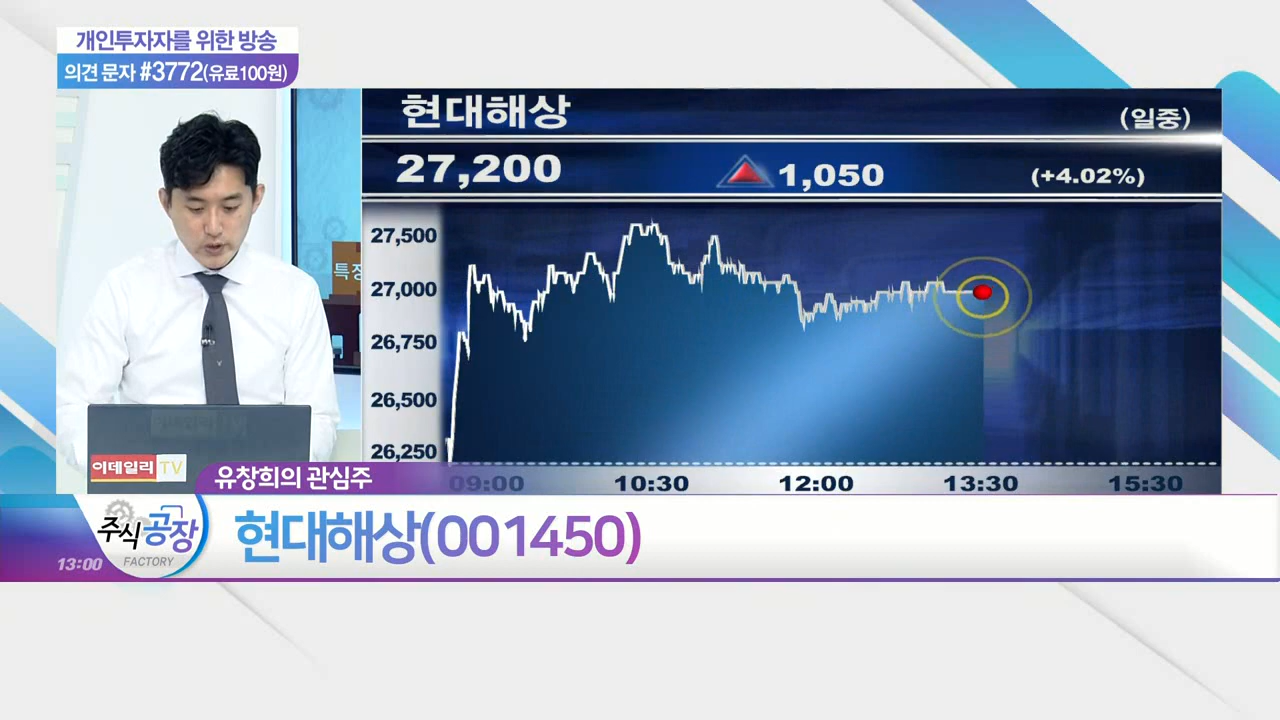 개인투자자를 위한 방송
의견 문자 #3772(유료100원)
현대해상
(일중)
27,200
1,050
(+4.02%)
27,500
27,000
26,750
26,500
26,250
09:00
10:30
12:00
13:30
15:30
특징
이데일리 TV
유창희의 관심주
주식공장
FACTORY
13:00
현대해상(001450)